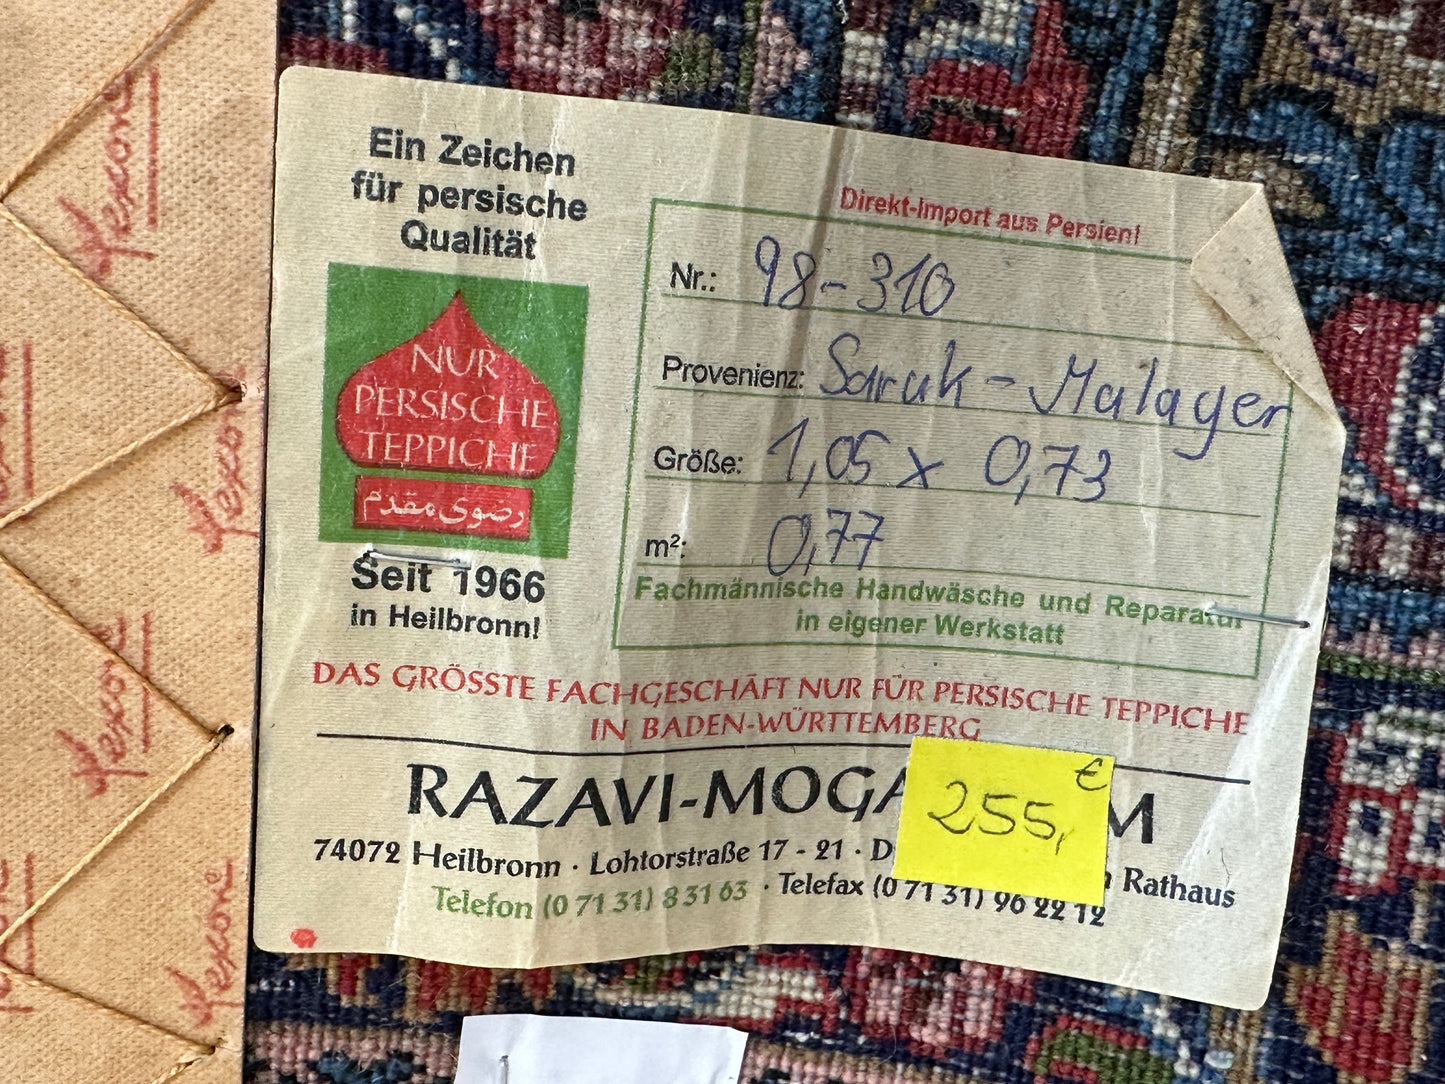 Ein Zeichen
für persische
Qualität
NUR
PERSISCHE
TEPPICHE
رضوی مقدم
Seit 1966
in Heilbronn!
Direkt-Import aus Persien!
Nr.: 98-310
Provenienz: Saruk - Malayer
Größe: 1,05 x 0,73
m²: 0,77
Fachmännische Handwäsche und Reparatur
in eigener Werkstatt
DAS GRÖSSTE FACHGESCHÄFT NUR FÜR PERSISCHE TEPPICHE
IN BADEN-WÜRTTEMBERG
RAZAVI-MOGA M
255,€
74072 Heilbronn · Lohtorstraße 17 - 21 · D Rathaus
Telefon (0 71 31) 8 31 63 · Telefax (0 71 31) 96 22 12